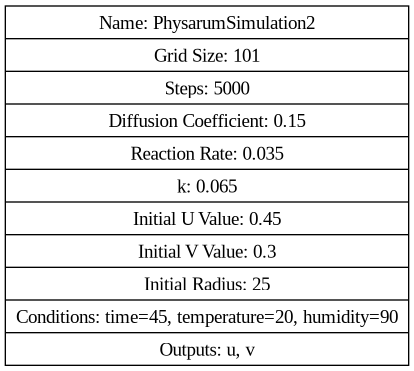 Name: PhysarumSimulation2
Grid Size: 101
Steps: 5000
Diffusion Coefficient: 0.15
Reaction Rate: 0.035
k: 0.065
Initial U Value: 0.45
Initial V Value: 0.3
Initial Radius: 25
Conditions: time=45, temperature=20, humidity=90
Outputs: u, v